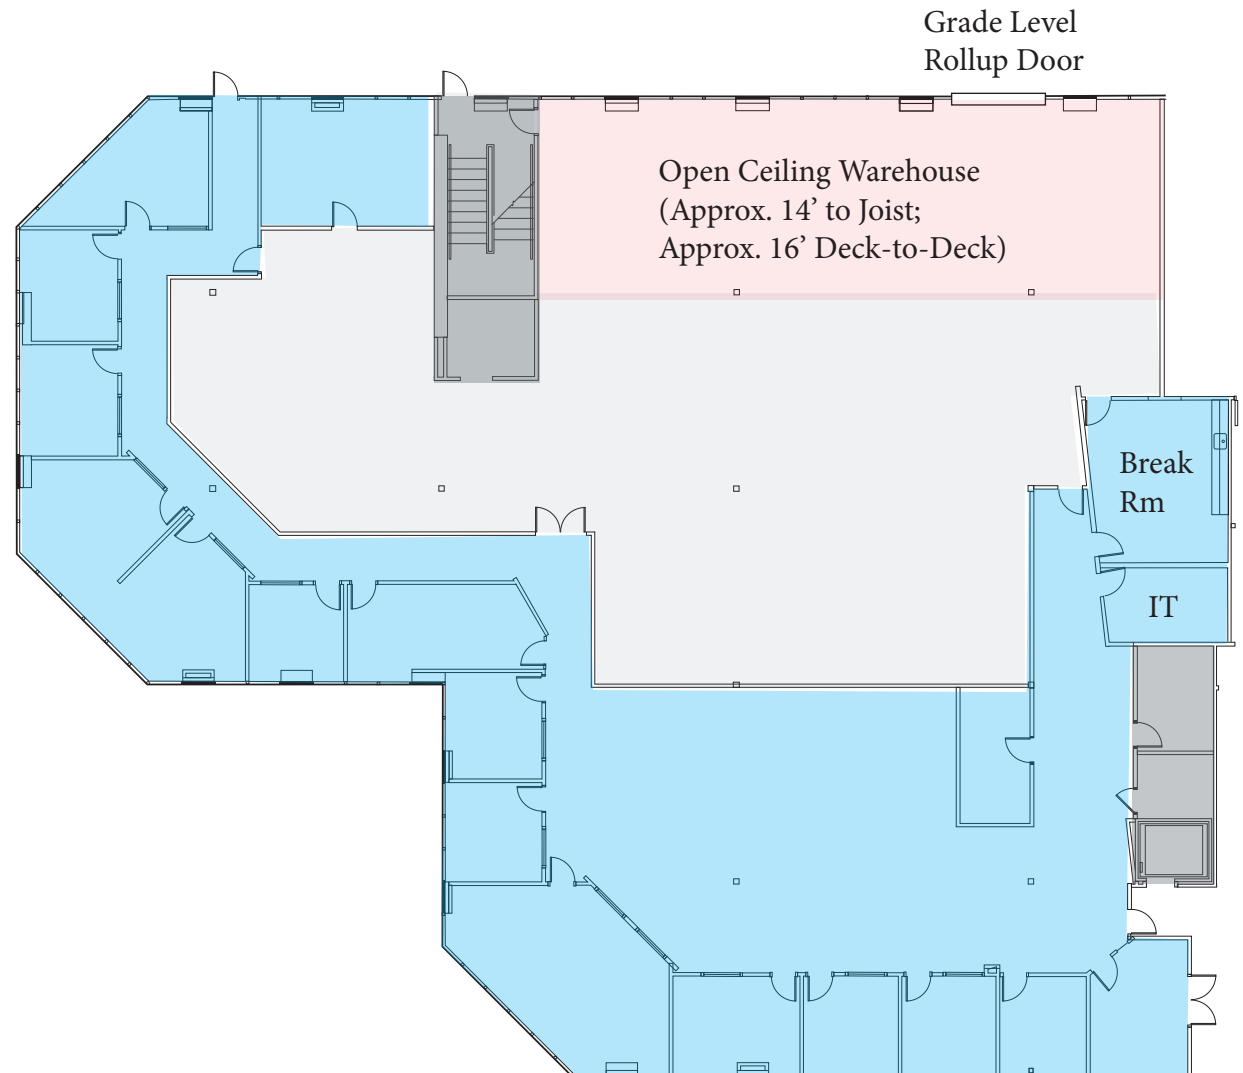 Grade Level
Rollup Door
Open Ceiling Warehouse
(Approx. 14’ to Joist;
Approx. 16’ Deck-to-Deck)
Break
Rm
IT